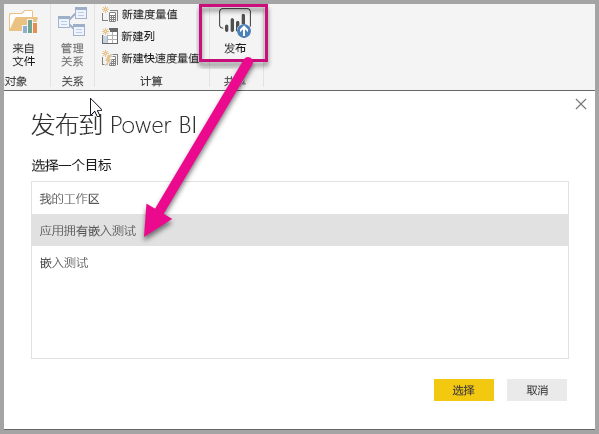 来自
文件
对象
管理
关系
关系
新建度量值
新建列
新建快速度量值
计算
发布
发布到 Power BI
选择一个目标
我的工作区
应用拥有嵌入测试
嵌入测试
选择
取消